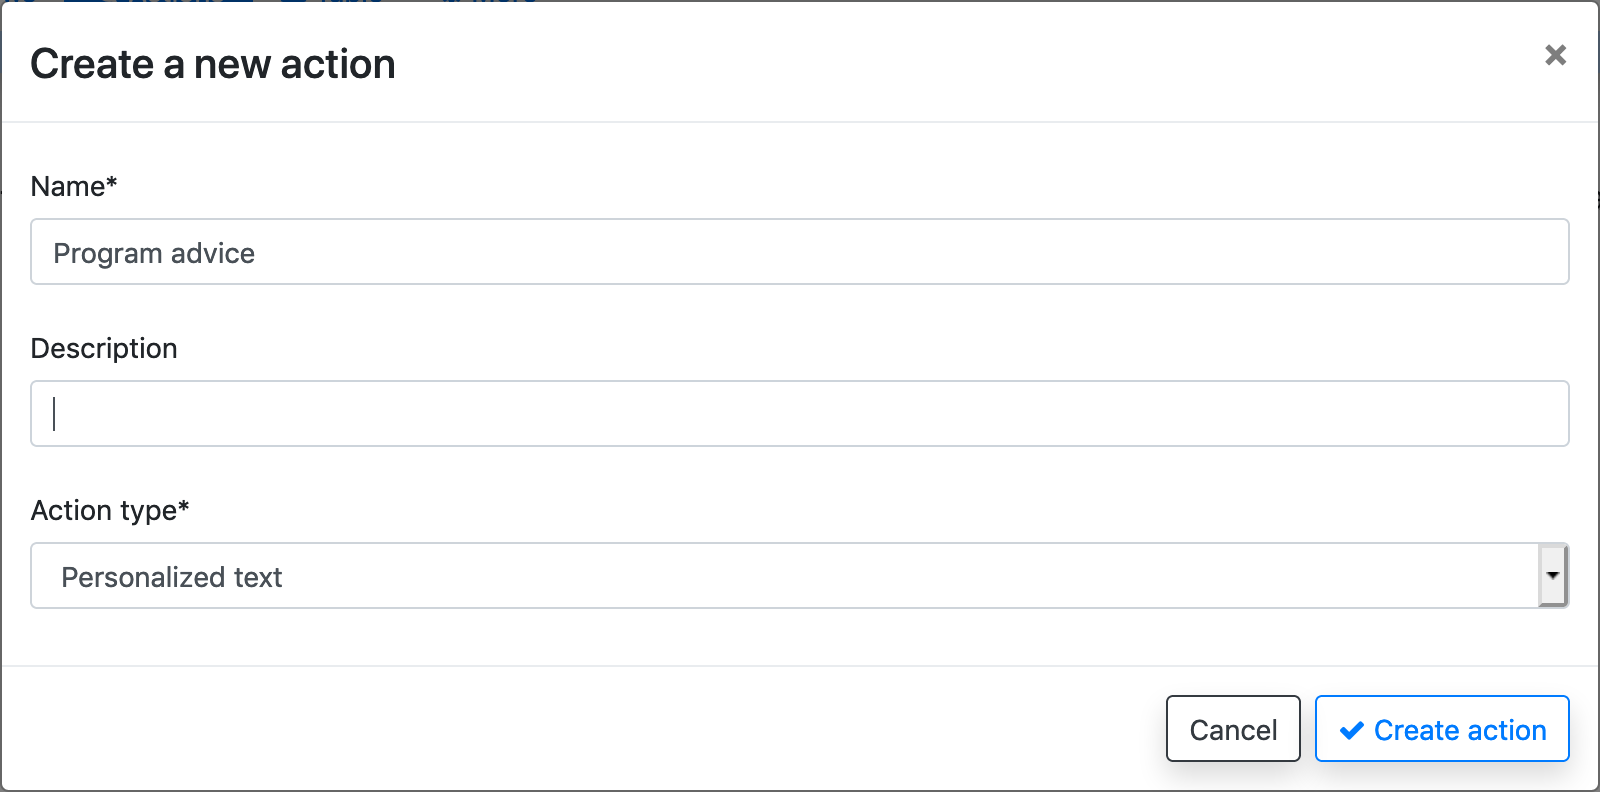 Create a new action
Name*
Program advice
Description
Action type*
Personalized text
Cancel
Create action